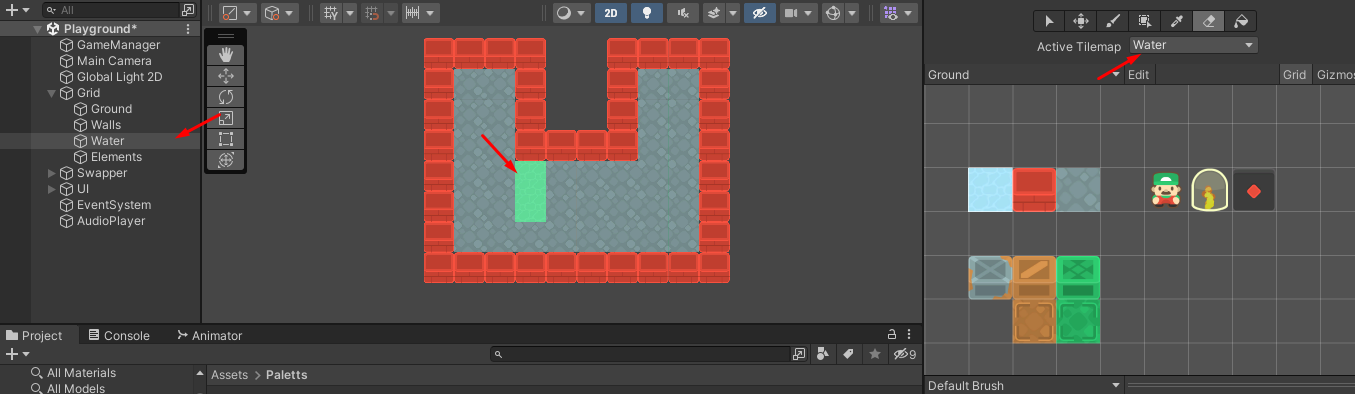 All
2D
Playground*
GameManager
Main Camera
Global Light 2D
Grid
Ground
Walls
Water
Elements
Swapper
UI
EventSystem
AudioPlayer
Active Tilemap Water
Ground Edit Grid Gizmos
Project Console Animator
9
All Materials
All Models
Assets > Paletts
Default Brush